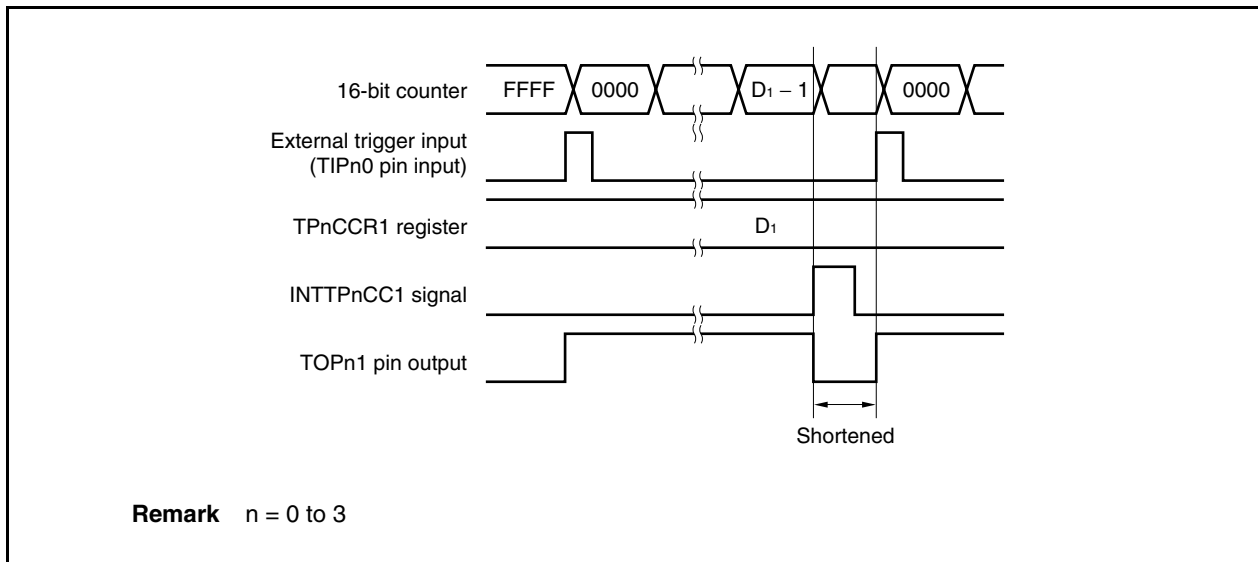 16-bit counter FFFF 0000 D₁ − 1 0000
External trigger input
(TIPn0 pin input)
TPnCCR1 register D₁
INTTPnCC1 signal
TOPn1 pin output
Shortened
Remark n = 0 to 3